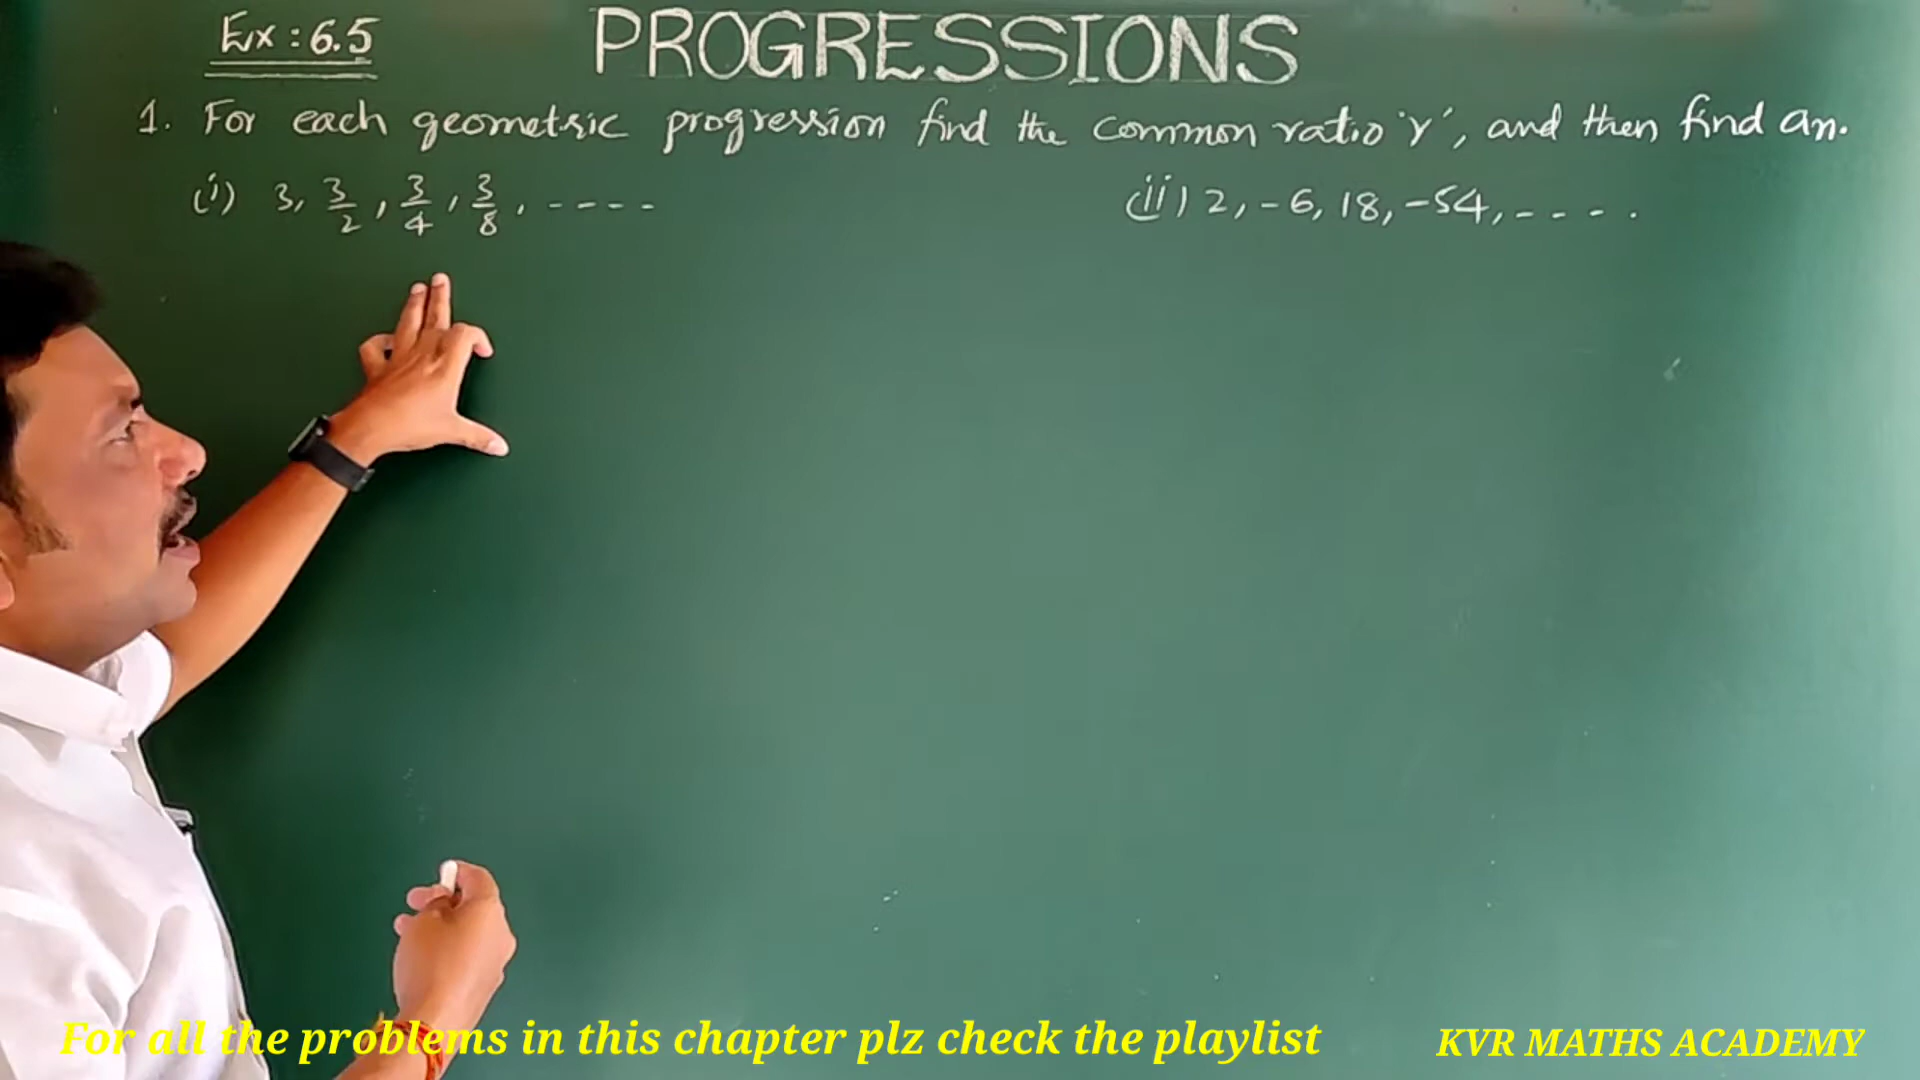 Ex : 6.5
PROGRESSIONS
1. For each geometric progression find the common ratio 'r', and then find an.
(i) 3, 3/2, 3/4, 3/8, - - - -
(ii) 2, -6, 18, -54, - - - - .
For all the problems in this chapter plz check the playlist
KVR MATHS ACADEMY